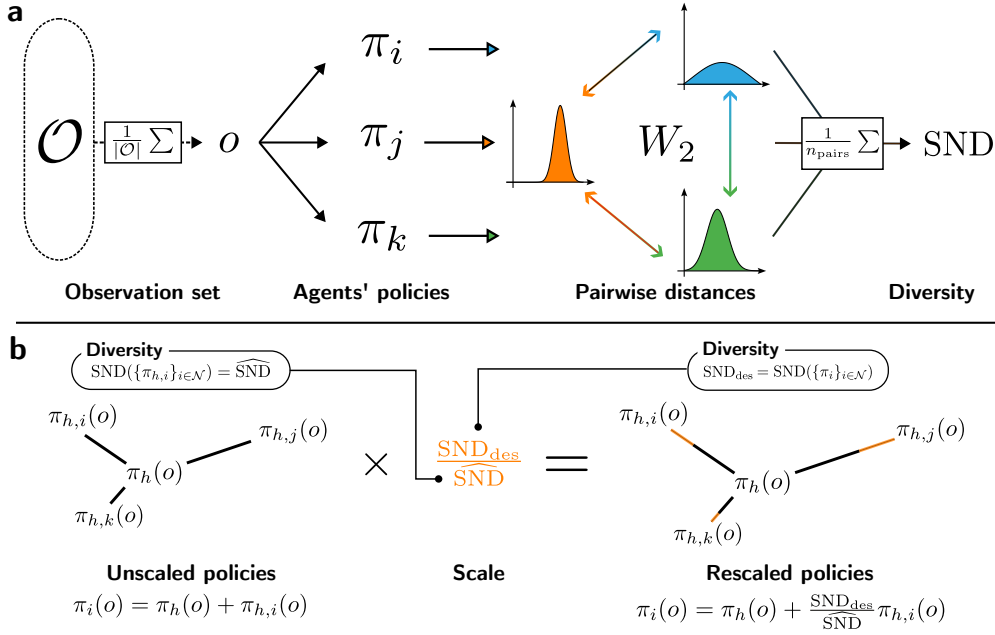 a
𝒪
1/|𝒪| ∑
o
π_i
π_j
π_k
W_2
1/n_pairs ∑
SND
Observation set
Agents' policies
Pairwise distances
Diversity
b
Diversity
SND({π_{h,i}}_{i∈𝒩}) = \widehat{SND}
Diversity
SND_des = SND({π_i}_{i∈𝒩})
π_{h,i}(o)
π_{h,j}(o)
π_h(o)
π_{h,k}(o)
×
SND_des/\widehat{SND}
=
π_{h,i}(o)
π_{h,j}(o)
π_h(o)
π_{h,k}(o)
Unscaled policies
Scale
Rescaled policies
π_i(o) = π_h(o) + π_{h,i}(o)
π_i(o) = π_h(o) + SND_des/\widehat{SND} π_{h,i}(o)